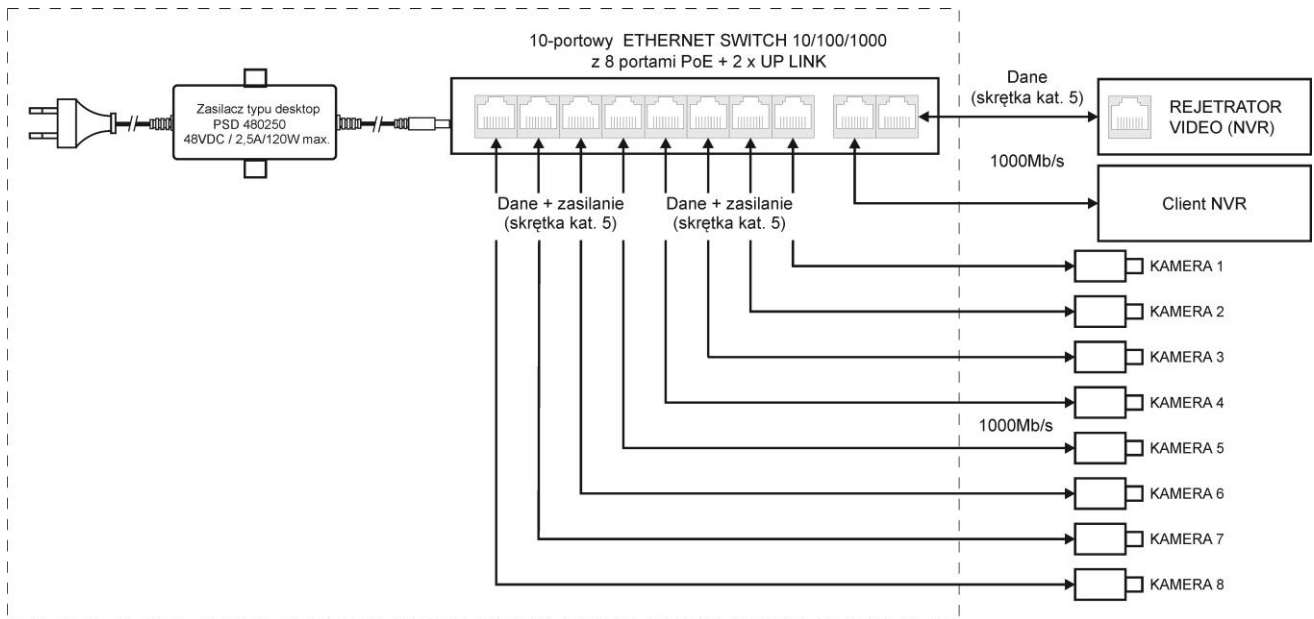 10-portowy ETHERNET SWITCH 10/100/1000
z 8 portami PoE + 2 x UP LINK
Zasilacz typu desktop
PSD 480250
48VDC / 2,5A/120W max.
Dane
(skrętka kat. 5)
REJETRATOR
VIDEO (NVR)
1000Mb/s
Client NVR
Dane + zasilanie
(skrętka kat. 5)
Dane + zasilanie
(skrętka kat. 5)
KAMERA 1
KAMERA 2
KAMERA 3
KAMERA 4
1000Mb/s
KAMERA 5
KAMERA 6
KAMERA 7
KAMERA 8